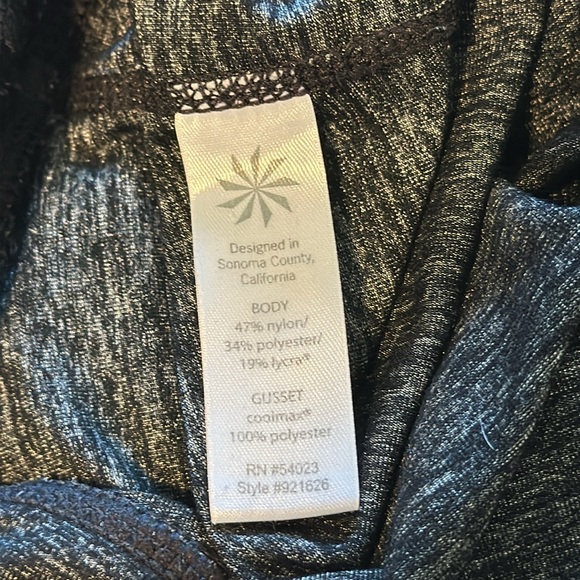 Designed in
Sonoma County,
California
BODY
47% nylon/
34% polyester/
19% lycra®
GUSSET
coolmax®
100% polyester
RN #54023
Style #921626